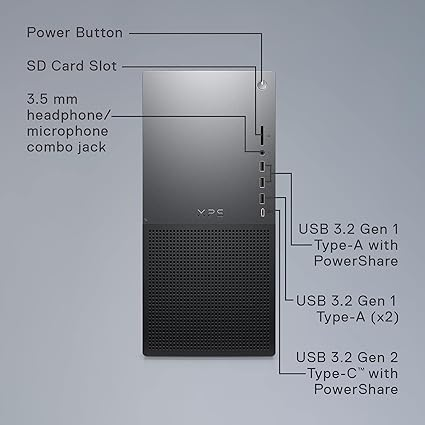 Power Button
SD Card Slot
3.5 mm
headphone/
microphone
combo jack
XPS
USB 3.2 Gen 1
Type-A with
PowerShare
USB 3.2 Gen 1
Type-A (x2)
USB 3.2 Gen 2
Type-C™ with
PowerShare